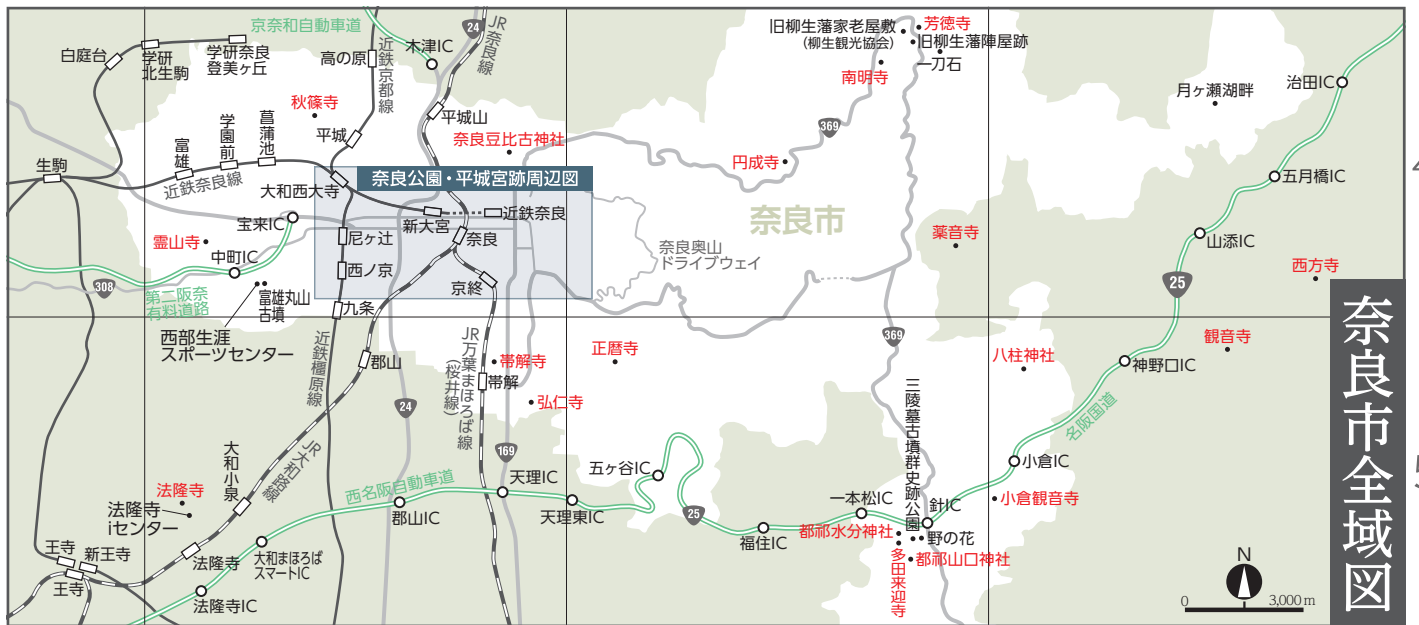 京奈和自動車道
24
JR奈良線
白庭台
学研
北生駒
学研奈良
登美ヶ丘
高の原
近鉄京都線
木津IC
旧柳生藩家老屋敷
(柳生観光協会)
芳徳寺
旧柳生藩陣屋跡
一刀石
南明寺
月ヶ瀬湖畔
治田IC
秋篠寺
平城
平城山
奈良豆比古神社
369
円成寺
4
生駒
富雄
学園前
菖蒲池
近鉄奈良線
大和西大寺
奈良公園・平城宮跡周辺図
五月橋IC
宝来IC
新大宮
近鉄奈良
奈良市
霊山寺
中町IC
尼ヶ辻
奈良
奈良奥山
ドライブウェイ
薬音寺
山添IC
西方寺
308
第二阪奈
有料道路
富雄丸山
古墳
西ノ京
京終
25
九条
西部生涯
スポーツセンター
近鉄橿原線
郡山
JR万葉まほろば線
(桜井線)
帯解寺
帯解
正暦寺
369
八柱神社
観音寺
神野口IC
奈良市全域図
24
弘仁寺
三陵墓古墳群史跡公園
名阪国道
大和小泉
JR大和路線
169
法隆寺
法隆寺
iセンター
西名阪自動車道
郡山IC
天理IC
天理東IC
五ヶ谷IC
25
福住IC
一本松IC
針IC
小倉IC
小倉観音寺
5
都祁水分神社
野の花
都祁山口神社
多田来迎寺
王寺
新王寺
王寺
法隆寺
大和まほろば
スマートIC
法隆寺IC
N
0
3,000m